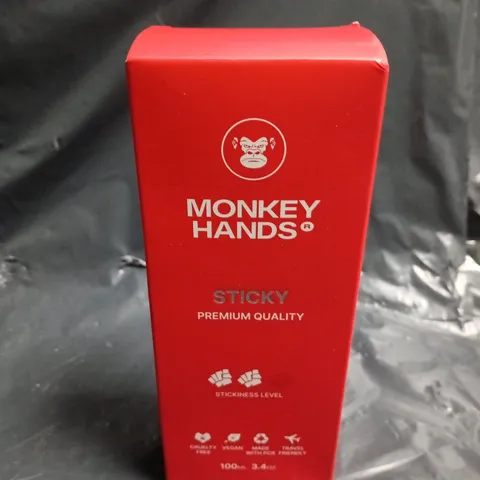 MONKEY
HANDS®
STICKY
PREMIUM QUALITY
STICKINESS LEVEL
CRUELTY FREE
VEGAN
MADE WITH PCR
TRAVEL FRIENDLY
100ML 3.4OZ